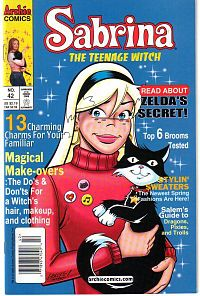 Archie
COMICS
Sabrina
THE TEENAGE WITCH
NO.
42
READ ABOUT
ZELDA'S
SECRET!
13 Charming
Charms For Your
Familiar
Top 6 Brooms
Tested
Magical
Make-overs
The Do's &
Don'ts For
a Witch's
hair, makeup,
and clothing
STYLIN'
SWEATERS
The Newest Spring
Fashions Are Here!
Salem's
Guide to
Dragons,
Pixies,
and Trolls
archiecomics.com